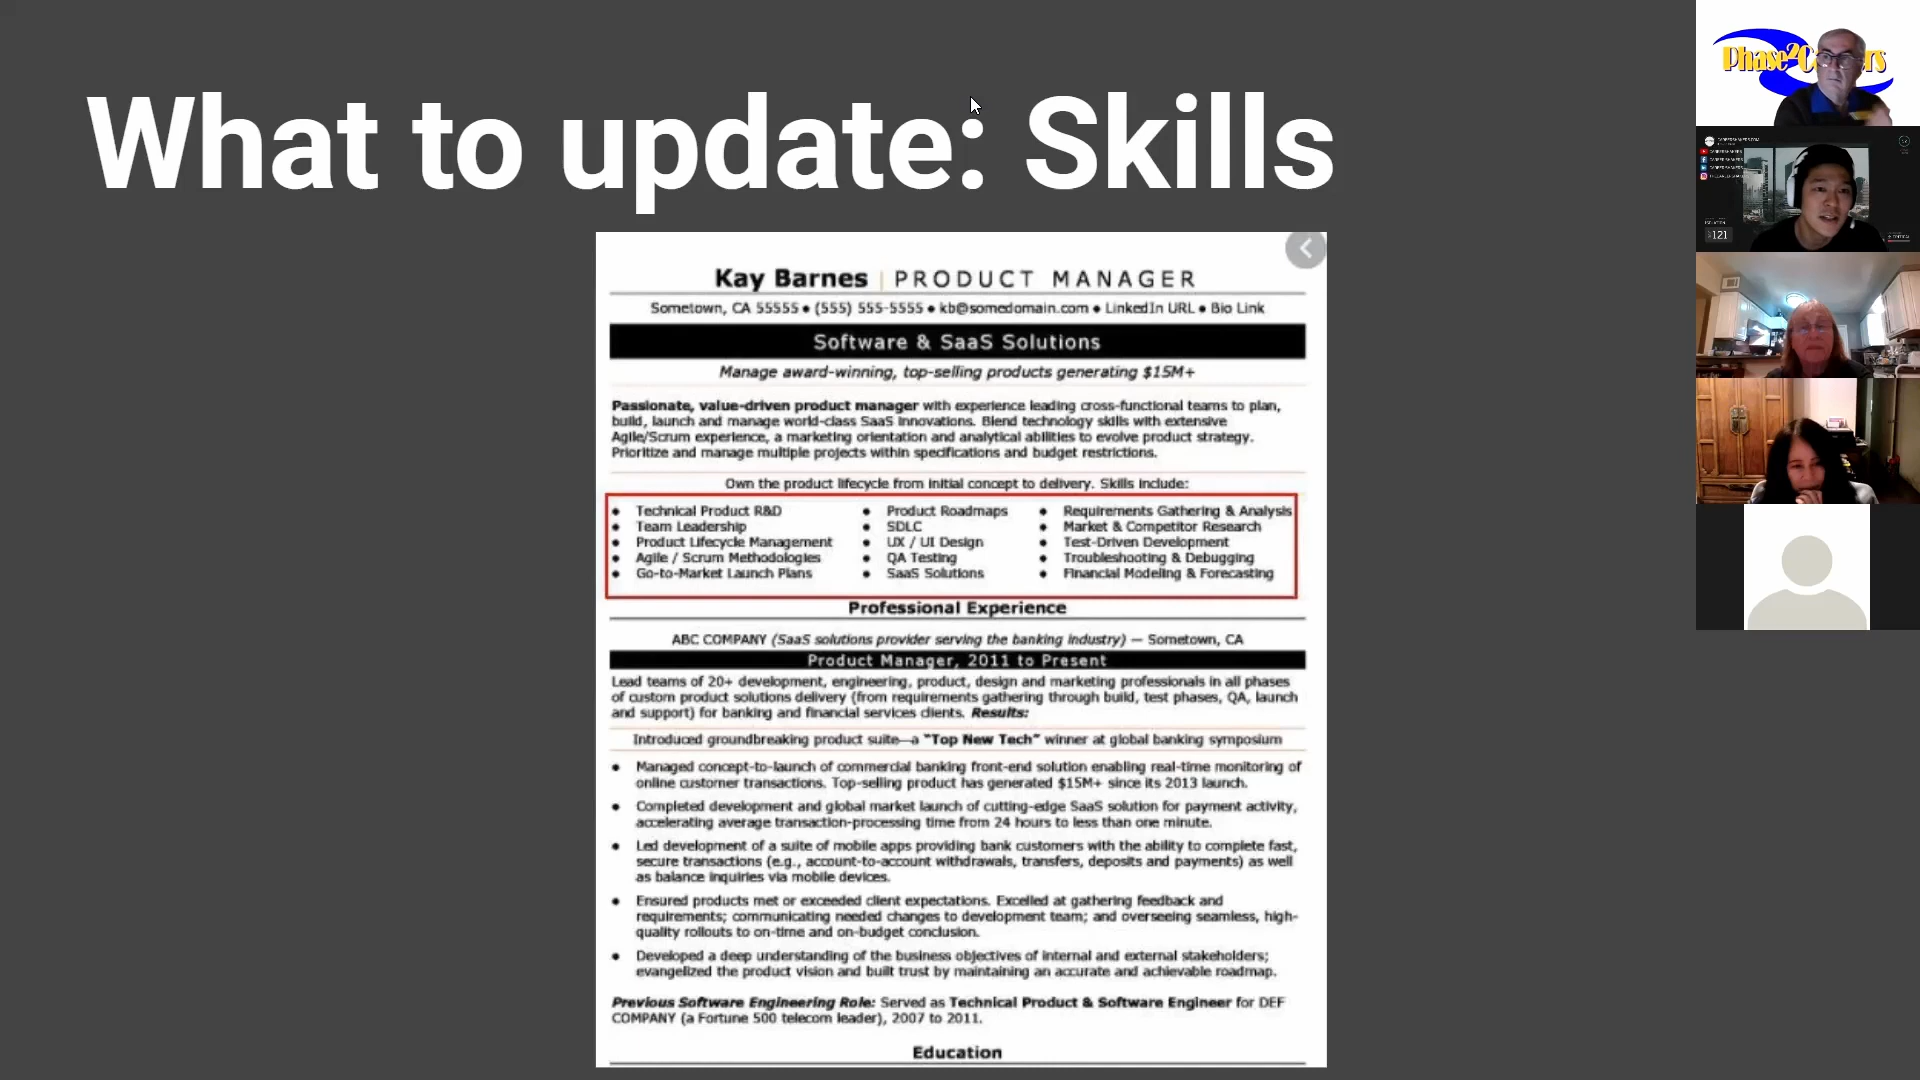 What to update: Skills
Kay Barnes | PRODUCT MANAGER
Sometown, CA 55555 ● (555) 555-5555 ● kb@somedomain.com ● LinkedIn URL ● Bio Link
Software & SaaS Solutions
Manage award-winning, top-selling products generating $15M+
Passionate, value-driven product manager with experience leading cross-functional teams to plan,
build, launch and manage world-class SaaS innovations. Blend technology skills with extensive
Agile/Scrum experience, a marketing orientation and analytical abilities to evolve product strategy.
Prioritize and manage multiple projects within specifications and budget restrictions.
Own the product lifecycle from initial concept to delivery. Skills include:
● Technical Product R&D ● Product Roadmaps ● Requirements Gathering & Analysis
● Team Leadership ● SDLC ● Market & Competitor Research
● Product Lifecycle Management ● UX / UI Design ● Test-Driven Development
● Agile / Scrum Methodologies ● QA Testing ● Troubleshooting & Debugging
● Go-to-Market Launch Plans ● SaaS Solutions ● Financial Modeling & Forecasting
Professional Experience
ABC COMPANY (SaaS solutions provider serving the banking industry) — Sometown, CA
Product Manager, 2011 to Present
Lead teams of 20+ development, engineering, product, design and marketing professionals in all phases
of custom product solutions delivery (from requirements gathering through build, test phases, QA, launch
and support) for banking and financial services clients. Results:
Introduced groundbreaking product suite—a "Top New Tech" winner at global banking symposium
● Managed concept-to-launch of commercial banking front-end solution enabling real-time monitoring of
online customer transactions. Top-selling product has generated $15M+ since its 2013 launch.
● Completed development and global market launch of cutting-edge SaaS solution for payment activity,
accelerating average transaction-processing time from 24 hours to less than one minute.
● Led development of a suite of mobile apps providing bank customers with the ability to complete fast,
secure transactions (e.g., account-to-account withdrawals, transfers, deposits and payments) as well
as balance inquiries via mobile devices.
● Ensured products met or exceeded client expectations. Excelled at gathering feedback and
requirements; communicating needed changes to development team; and overseeing seamless, high-
quality rollouts to on-time and on-budget conclusion.
● Developed a deep understanding of the business objectives of internal and external stakeholders;
evangelized the product vision and built trust by maintaining an accurate and achievable roadmap.
Previous Software Engineering Role: Served as Technical Product & Software Engineer for DEF
COMPANY (a Fortune 500 telecom leader), 2007 to 2011.
Education
121